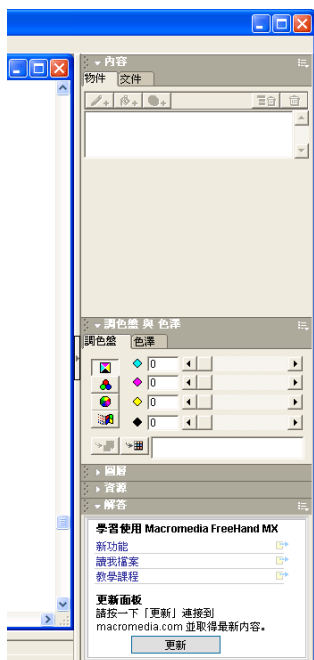 內容
物件 文件
調色盤 與 色澤
調色盤 色澤
0
0
0
0
圖層
資源
解答
學習使用 Macromedia FreeHand MX
新功能
讀我檔案
教學課程
更新面板
請按一下「更新」連接到
macromedia.com 並取得最新內容。
更新